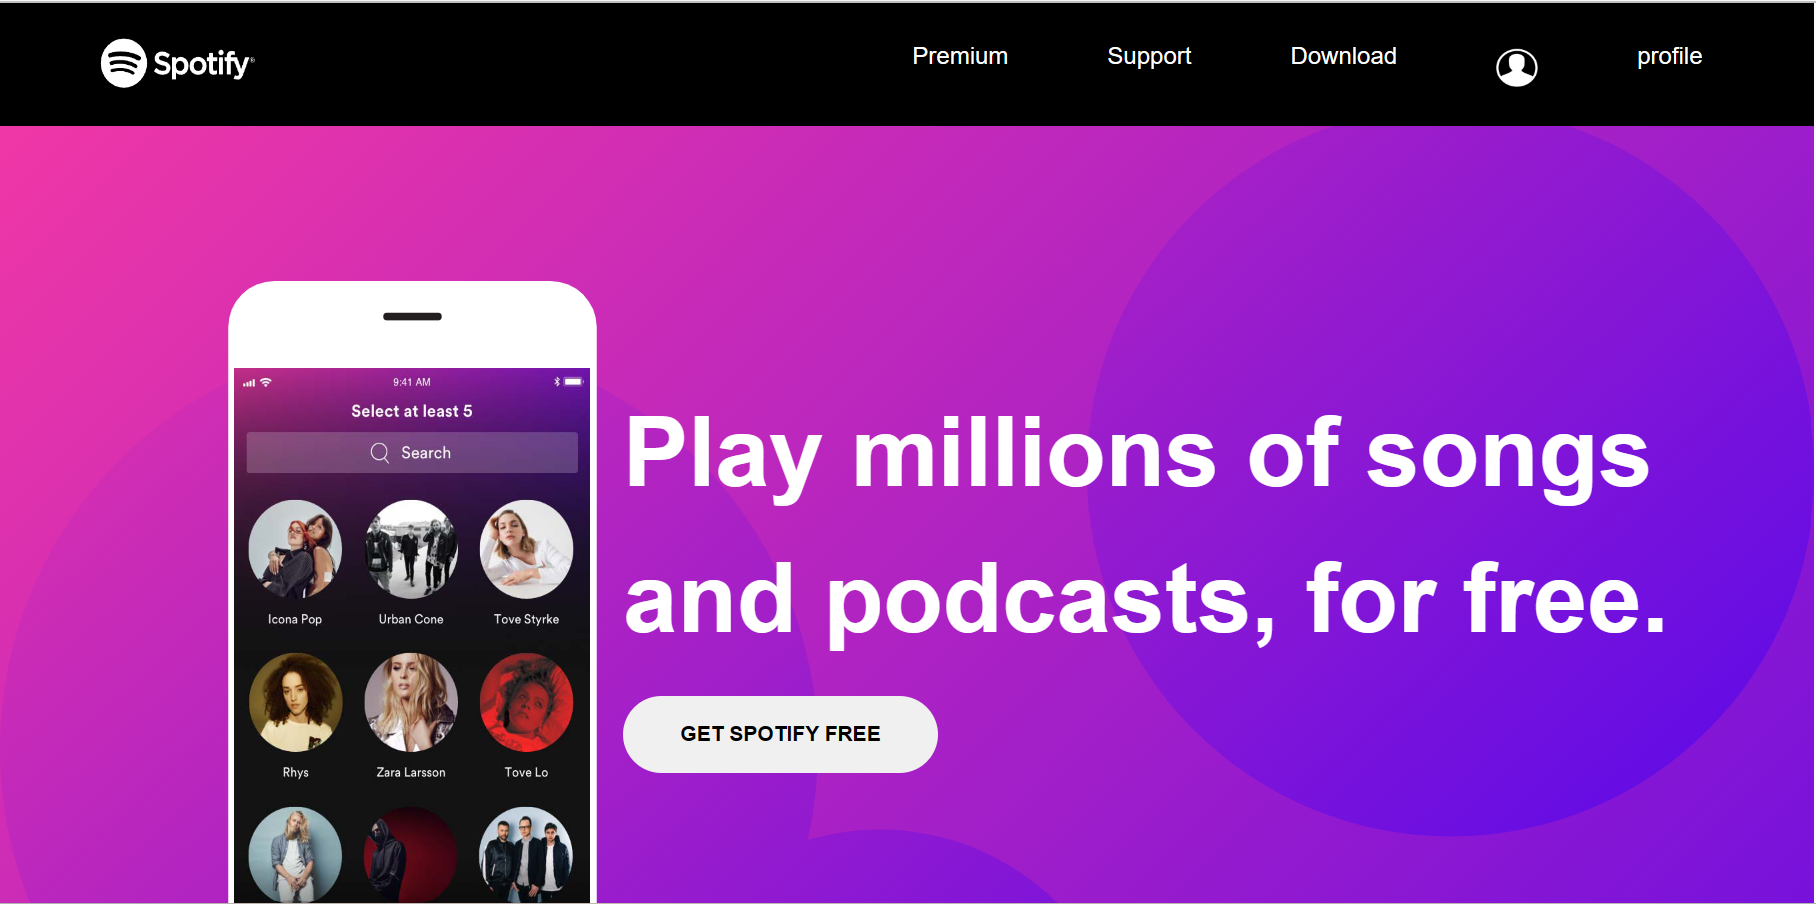 Spotify®
Premium
Support
Download
profile
9:41 AM
Select at least 5
Search
Icona Pop
Urban Cone
Tove Styrke
Rhys
Zara Larsson
Tove Lo
Play millions of songs
and podcasts, for free.
GET SPOTIFY FREE